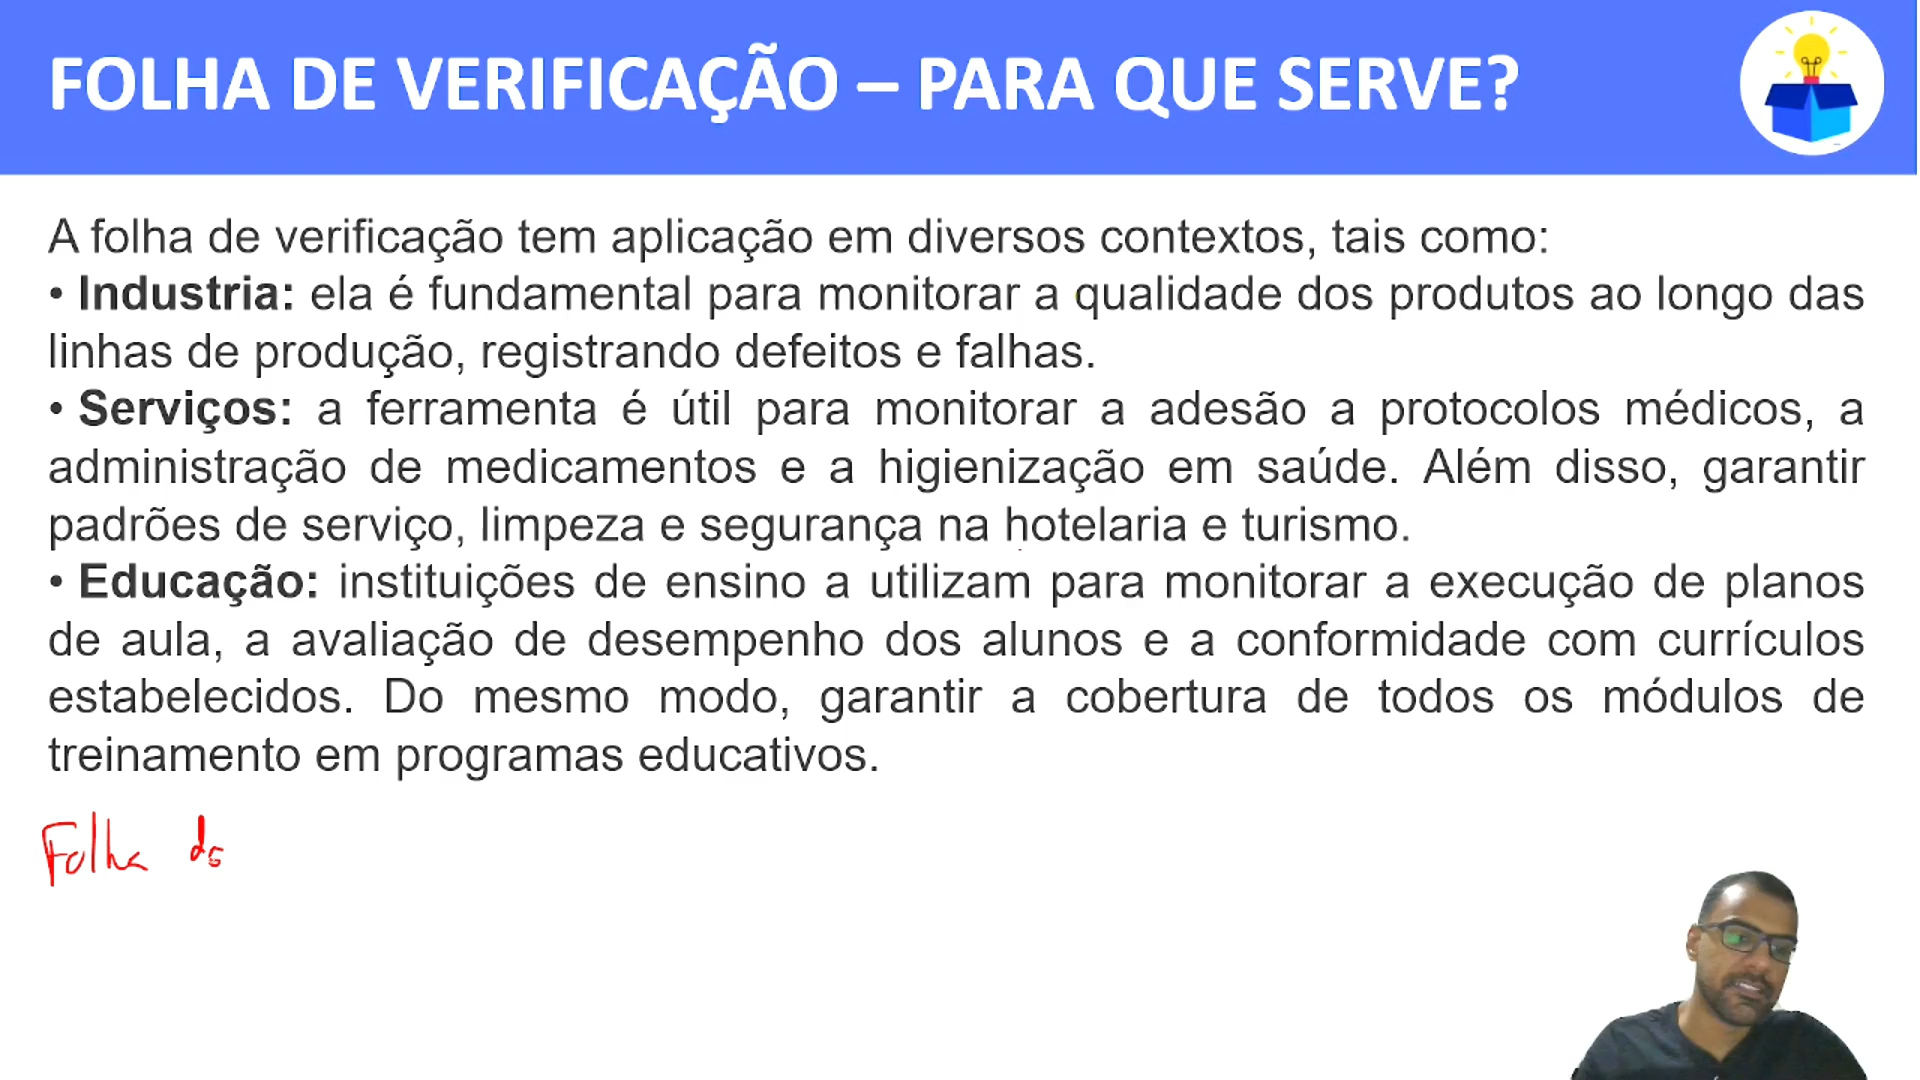 FOLHA DE VERIFICAÇÃO – PARA QUE SERVE?
A folha de verificação tem aplicação em diversos contextos, tais como:
• Industria: ela é fundamental para monitorar a qualidade dos produtos ao longo das
linhas de produção, registrando defeitos e falhas.
• Serviços: a ferramenta é útil para monitorar a adesão a protocolos médicos, a
administração de medicamentos e a higienização em saúde. Além disso, garantir
padrões de serviço, limpeza e segurança na hotelaria e turismo.
• Educação: instituições de ensino a utilizam para monitorar a execução de planos
de aula, a avaliação de desempenho dos alunos e a conformidade com currículos
estabelecidos. Do mesmo modo, garantir a cobertura de todos os módulos de
treinamento em programas educativos.
Folha